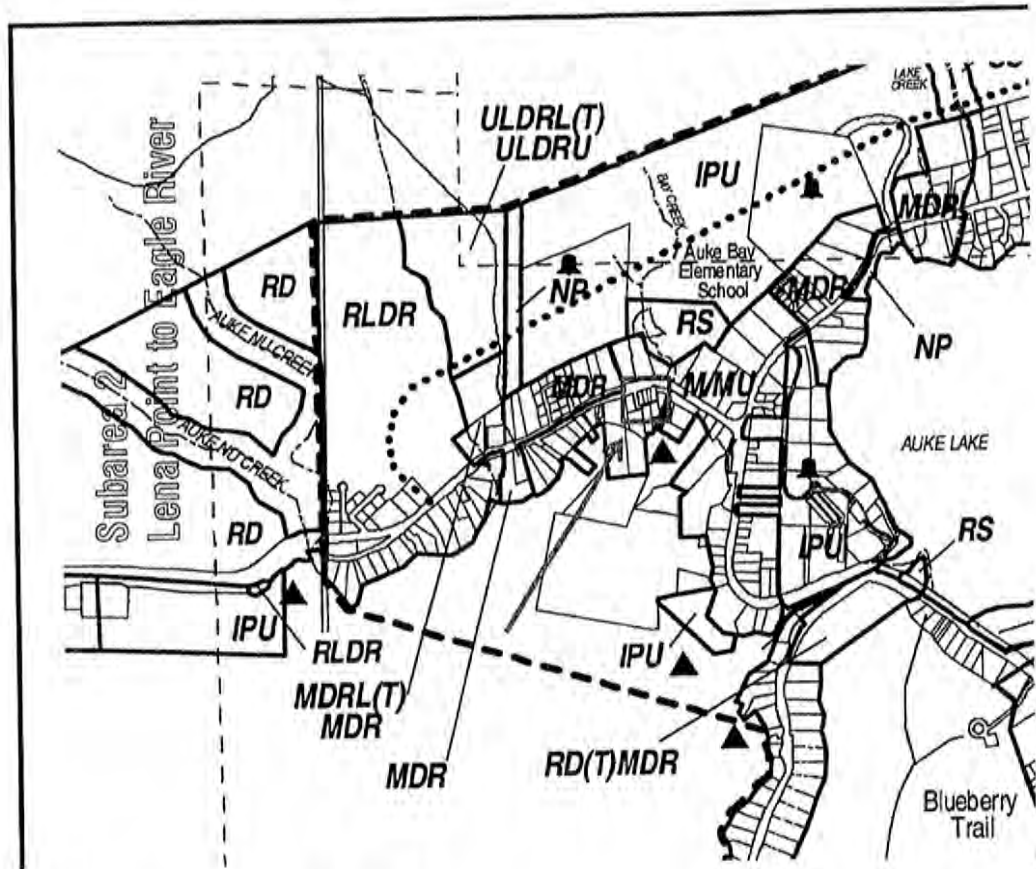 LAKE
CREEK
ULDRL(T)
ULDRU
IPU
BAY CREEK
MDR
Auke Bay
Elementary
School
Subarea 2
Lena Point to Eagle River
RD
AUKE NU CREEK
RLDR
NP
MDR
RS
NP
RD
MDR
M/MU
AUKE NU CREEK
AUKE LAKE
RD
IPU
RS
IPU
RLDR
IPU
MDRL(T)
MDR
MDR
RD(T)MDR
Blueberry
Trail